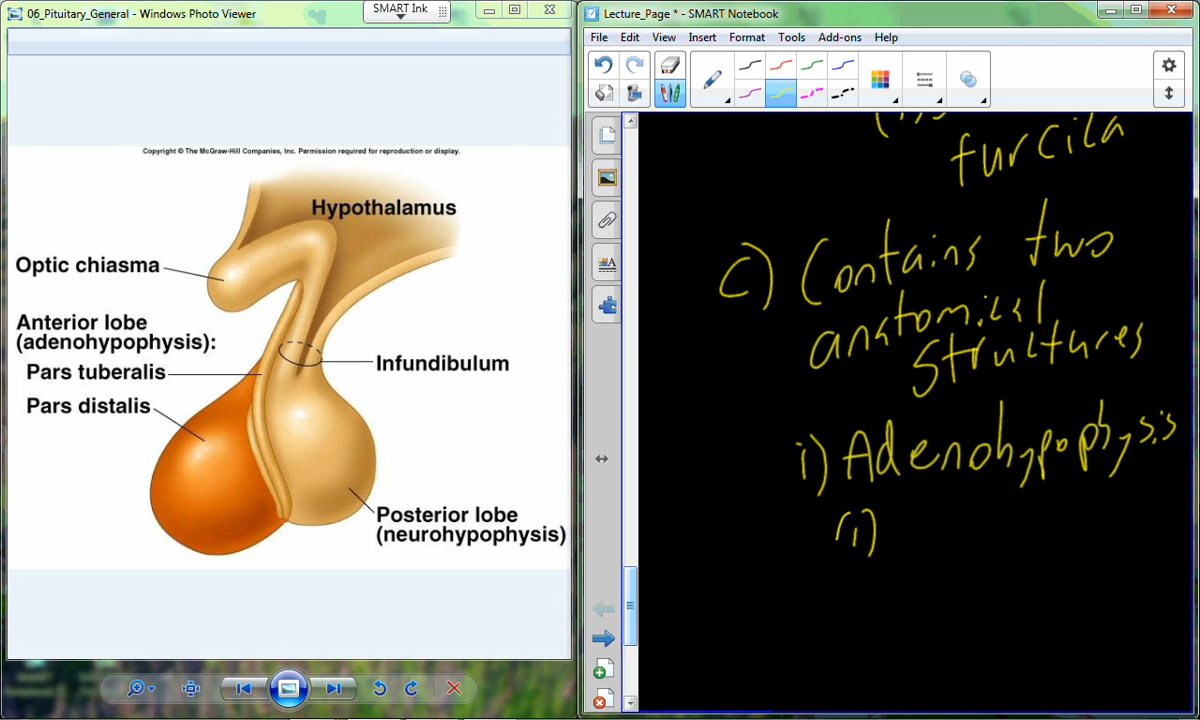 06_Pituitary_General - Windows Photo Viewer
SMART Ink
Copyright © The McGraw-Hill Companies, Inc. Permission required for reproduction or display.
Hypothalamus
Optic chiasma
Anterior lobe
(adenohypophysis):
Pars tuberalis
Pars distalis
Infundibulum
Posterior lobe
(neurohypophysis)
Lecture_Page * - SMART Notebook
File Edit View Insert Format Tools Add-ons Help
furcila
C) Contains two
anatomical
structures
i) Adenohypophysis
(i)